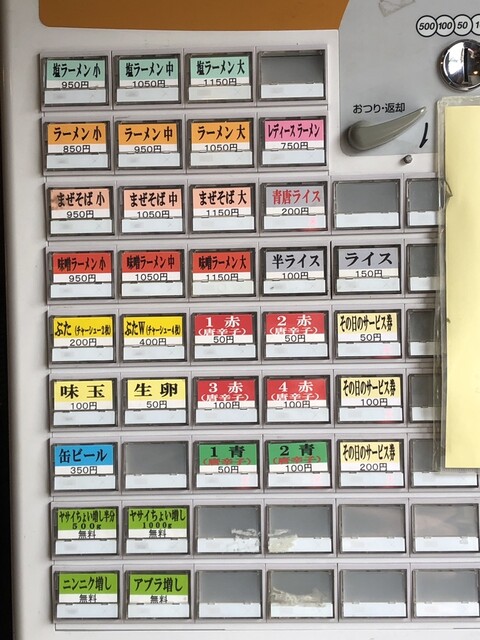 500 100 50
おつり・返却
塩ラーメン 小
950円
塩ラーメン 中
1050円
塩ラーメン 大
1150円
ラーメン 小
850円
ラーメン 中
950円
ラーメン 大
1050円
レディースラーメン
750円
まぜそば 小
950円
まぜそば 中
1050円
まぜそば 大
1150円
青唐ライス
200円
味噌ラーメン 小
950円
味噌ラーメン 中
1050円
味噌ラーメン 大
1150円
半ライス
100円
ライス
150円
ぶた(チャーシュー2枚)
200円
ぶたW(チャーシュー4枚)
400円
1 赤
(唐辛子)
50円
2 赤
(唐辛子)
50円
その日のサービス券
50円
味玉
100円
生卵
50円
3 赤
(唐辛子)
100円
4 赤
(唐辛子)
100円
その日のサービス券
100円
缶ビール
350円
1 青
(唐辛子)
50円
2 青
(唐辛子)
100円
その日のサービス券
200円
ヤサイちょい増し半分
500g
無料
ヤサイちょい増し
1000g
無料
ニンニク増し
無料
アブラ増し
無料